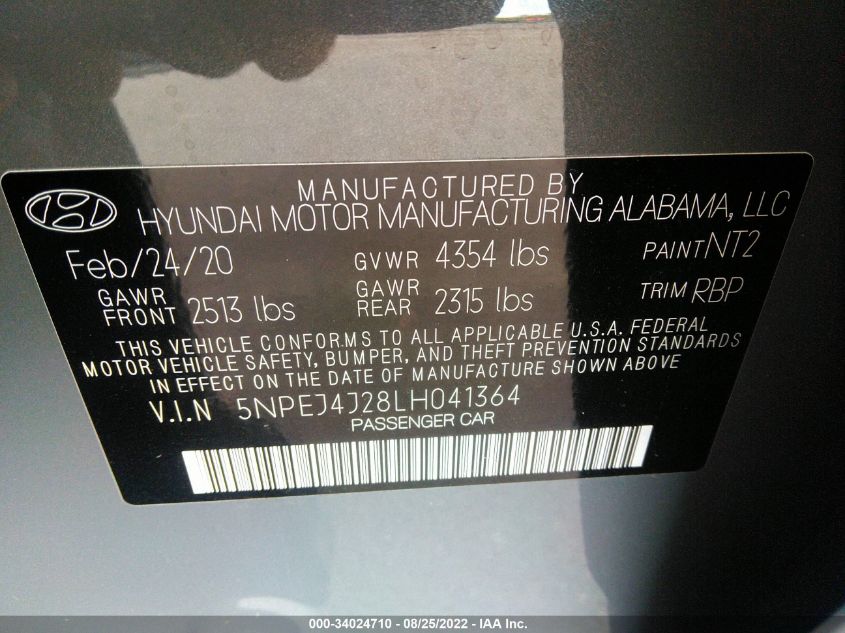 MANUFACTURED BY
HYUNDAI MOTOR MANUFACTURING ALABAMA, LLC
Feb/24/20 GVWR 4354 lbs PAINT NT2
GAWR FRONT 2513 lbs GAWR REAR 2315 lbs TRIM RBP
THIS VEHICLE CONFORMS TO ALL APPLICABLE U.S.A. FEDERAL
MOTOR VEHICLE SAFETY, BUMPER, AND THEFT PREVENTION STANDARDS
IN EFFECT ON THE DATE OF MANUFACTURE SHOWN ABOVE
V.I.N 5NPEJ4J28LH041364
PASSENGER CAR
000-34024710 - 08/25/2022 - IAA Inc.